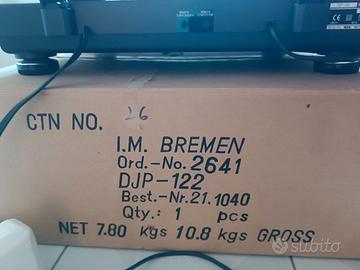 CTN NO. 26
I.M. BREMEN
Ord.-No. 2641
DJP-122
Best.-Nr.21.1040
Qty.: 1 pcs
NET 7.80 Kgs 10.8 kgs GROSS
subito